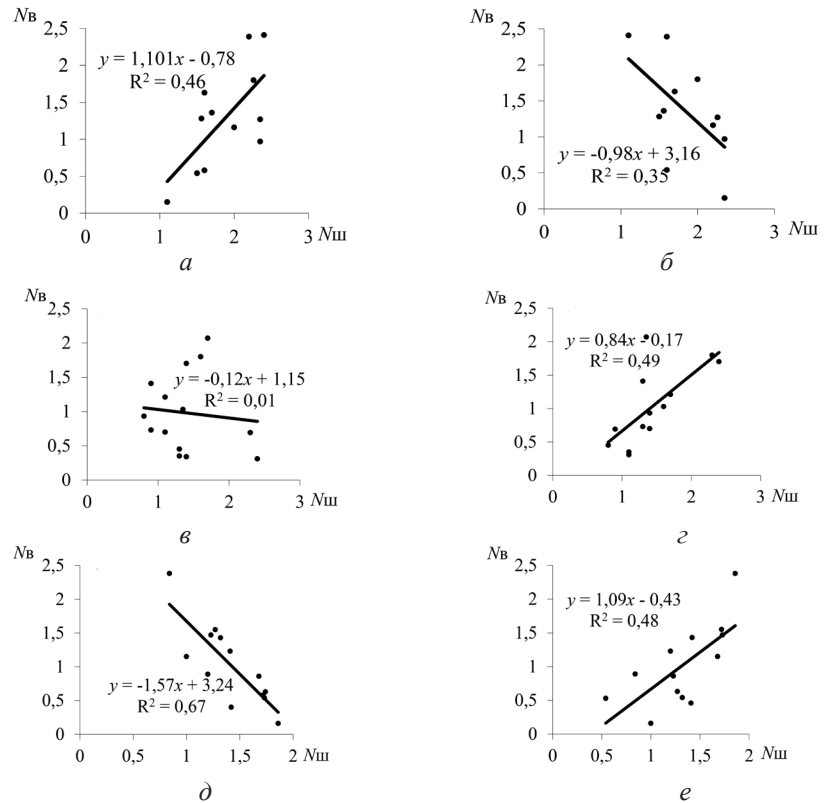 Nв
2,5
2
1,5
1
0,5
0
0
1
2
3
Nш
y = 1,101x - 0,78
R² = 0,46
а
Nв
2,5
2
1,5
1
0,5
0
0
1
2
3
Nш
y = -0,98x + 3,16
R² = 0,35
б
Nв
2,5
2
1,5
1
0,5
0
0
1
2
3
Nш
y = -0,12x + 1,15
R² = 0,01
в
Nв
2,5
2
1,5
1
0,5
0
0
1
2
3
Nш
y = 0,84x - 0,17
R² = 0,49
г
Nв
2,5
2
1,5
1
0,5
0
0
0,5
1
1,5
2
Nш
y = -1,57x + 3,24
R² = 0,67
д
Nв
2,5
2
1,5
1
0,5
0
0
0,5
1
1,5
2
Nш
y = 1,09x - 0,43
R² = 0,48
е